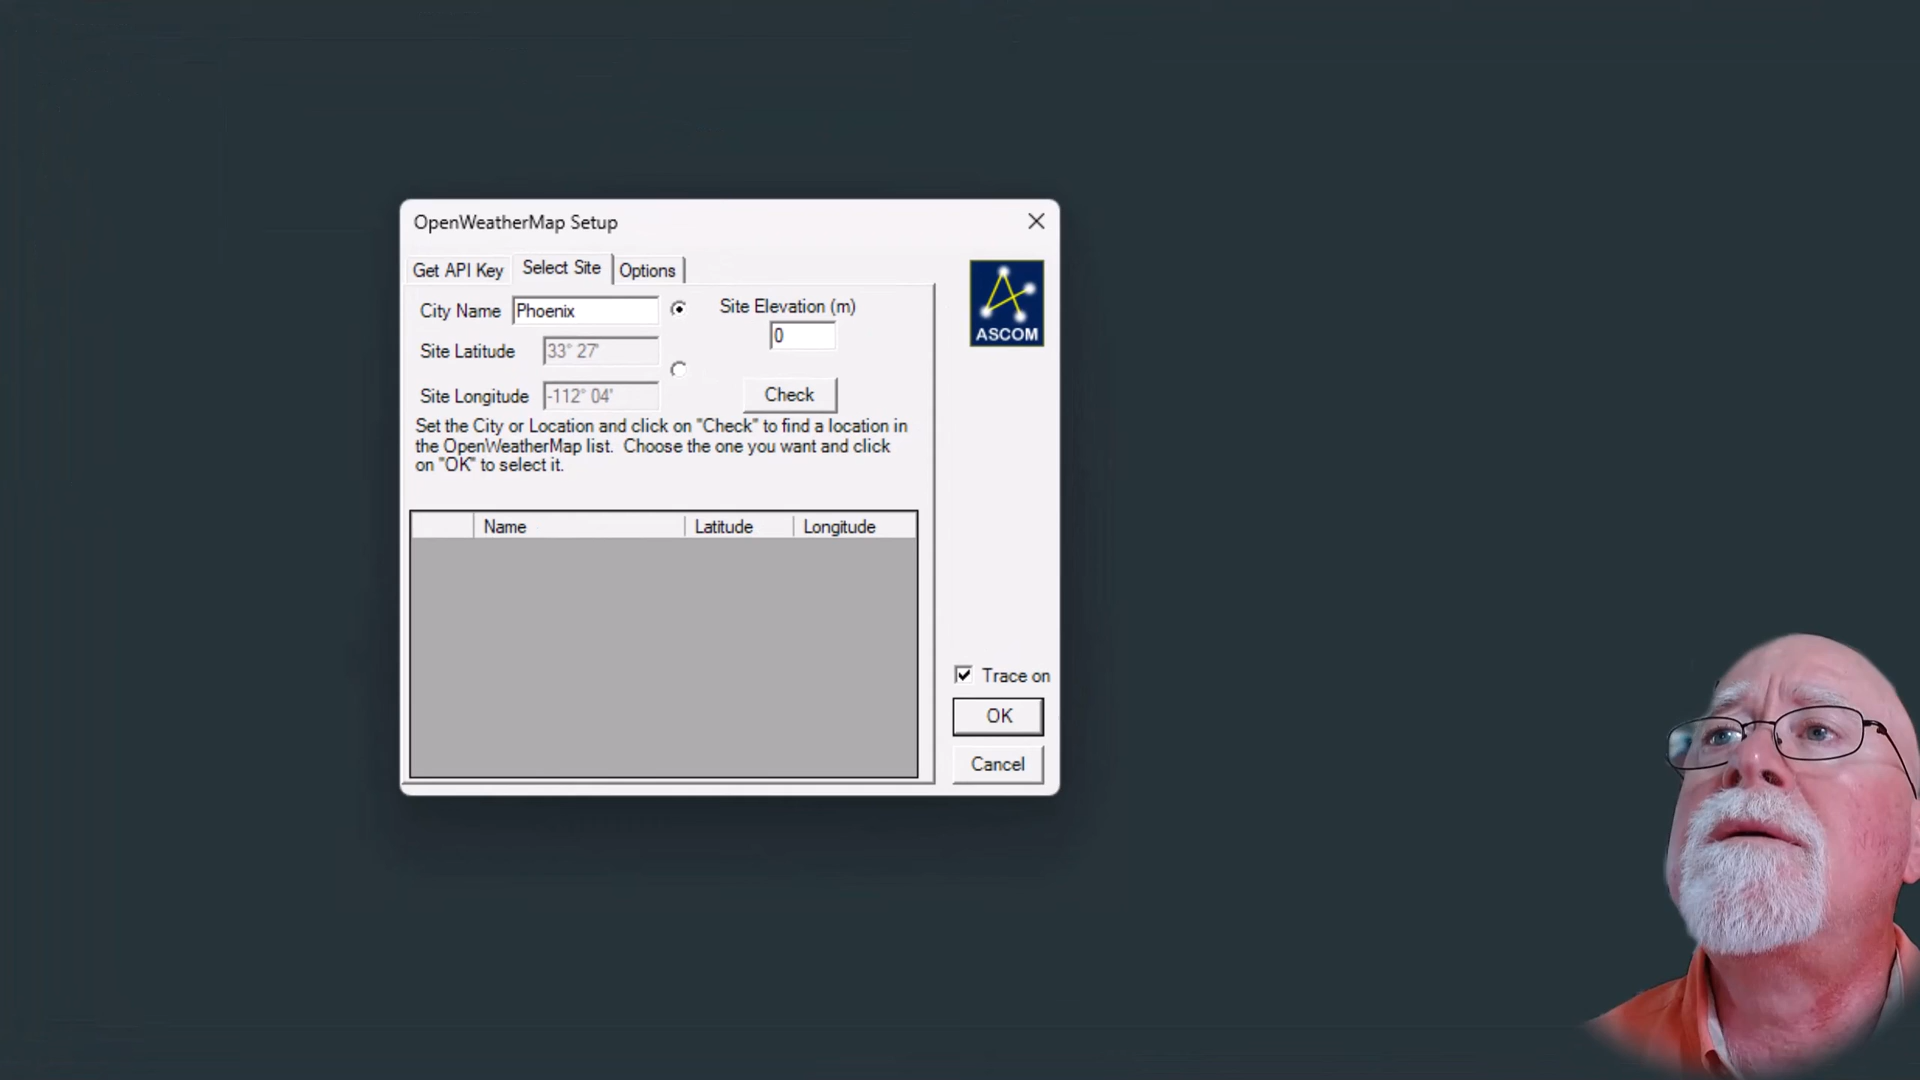 OpenWeatherMap Setup
Get API Key
Select Site
Options
City Name
Phoenix
Site Elevation (m)
0
Site Latitude
33° 27'
Site Longitude
-112° 04'
Check
Set the City or Location and click on "Check" to find a location in
the OpenWeatherMap list.  Choose the one you want and click
on "OK" to select it.
Name
Latitude
Longitude
ASCOM
Trace on
OK
Cancel